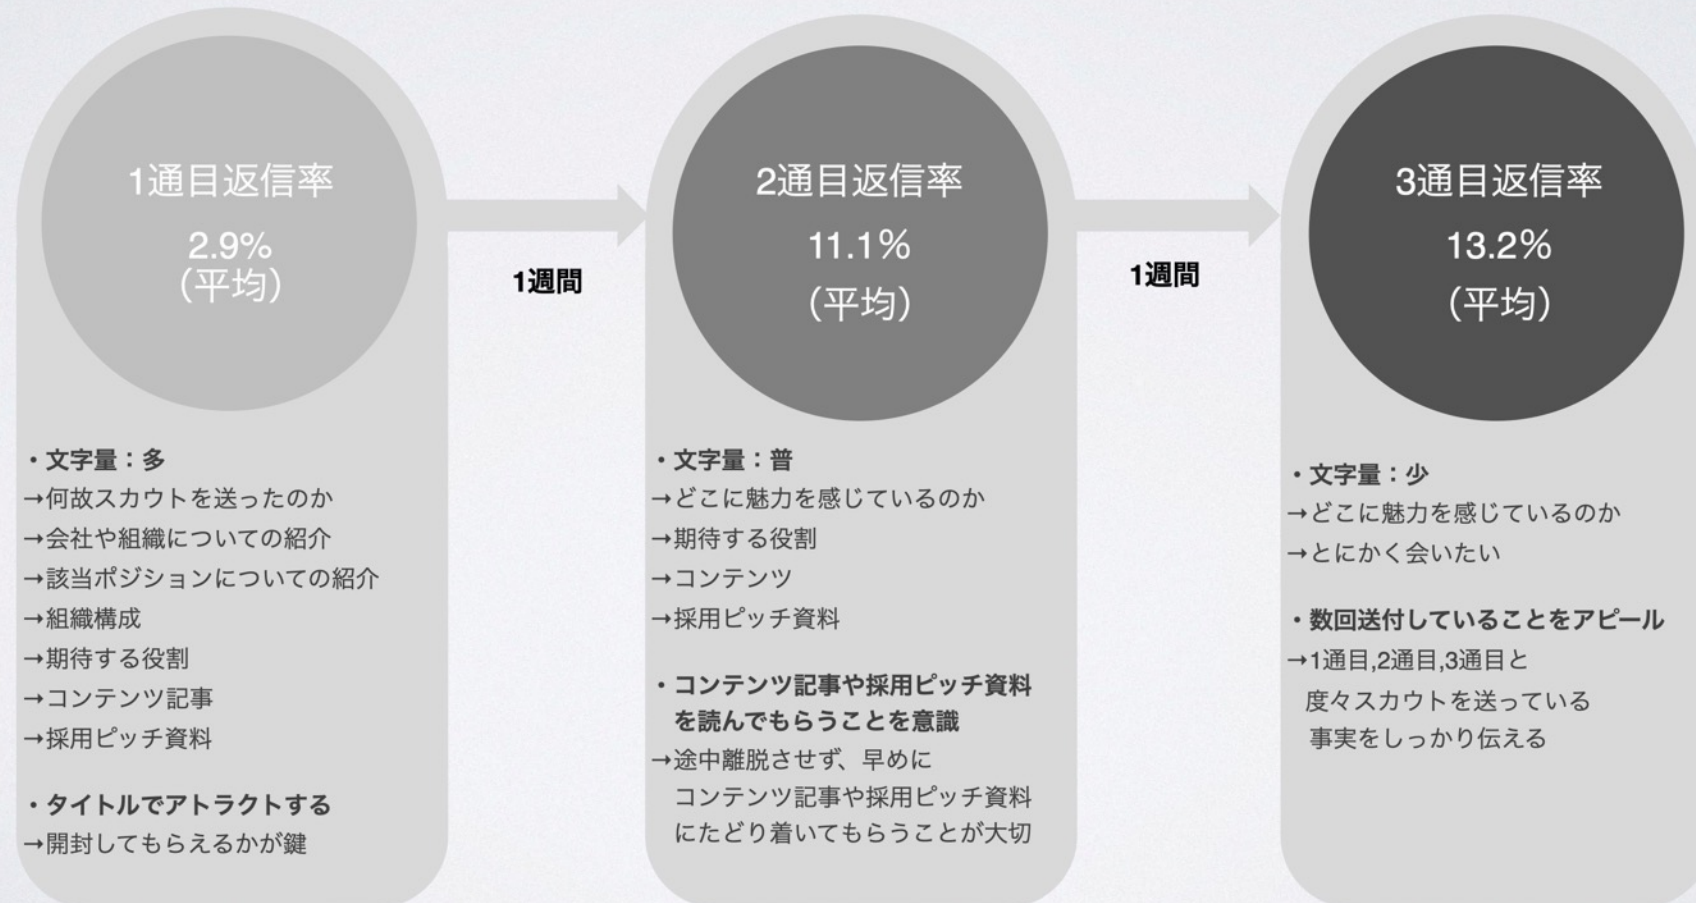 1通目返信率
2.9%
（平均）
・文字量：多
→何故スカウトを送ったのか
→会社や組織についての紹介
→該当ポジションについての紹介
→組織構成
→期待する役割
→コンテンツ記事
→採用ピッチ資料
・タイトルでアトラクトする
→開封してもらえるかが鍵
1週間
2通目返信率
11.1%
（平均）
・文字量：普
→どこに魅力を感じているのか
→期待する役割
→コンテンツ
→採用ピッチ資料
・コンテンツ記事や採用ピッチ資料
を読んでもらうことを意識
→途中離脱させず、早めに
コンテンツ記事や採用ピッチ資料
にたどり着いてもらうことが大切
1週間
3通目返信率
13.2%
（平均）
・文字量：少
→どこに魅力を感じているのか
→とにかく会いたい
・数回送付していることをアピール
→1通目,2通目,3通目と
度々スカウトを送っている
事実をしっかり伝える